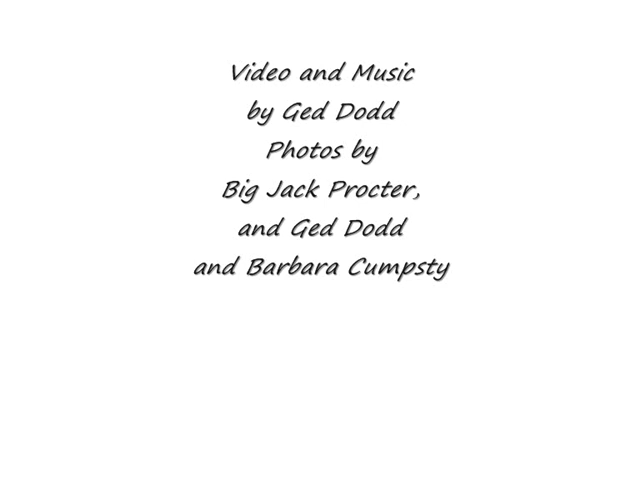 Video and Music
by Ged Dodd
Photos by
Big Jack Procter,
and Ged Dodd
and Barbara Cumpsty